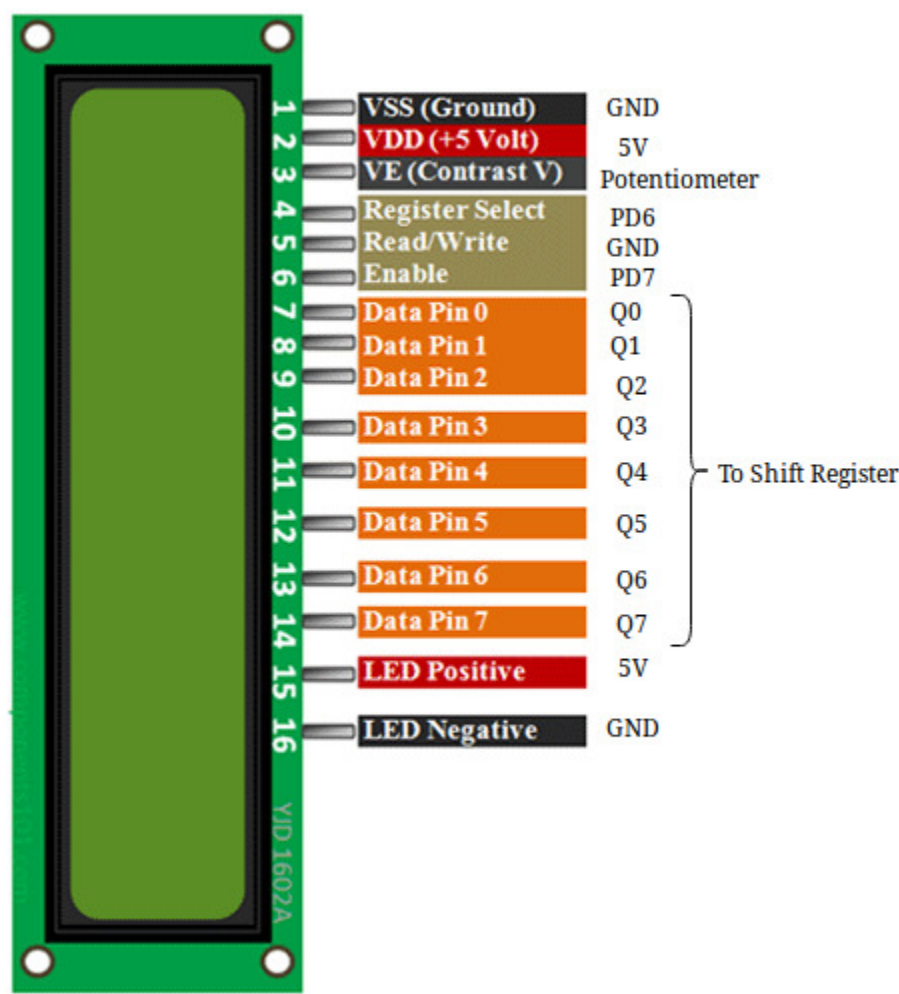 1 VSS (Ground) GND
2 VDD (+5 Volt) 5V
3 VE (Contrast V) Potentiometer
4 Register Select PD6
5 Read/Write GND
6 Enable PD7
7 Data Pin 0 Q0
8 Data Pin 1 Q1
9 Data Pin 2 Q2
10 Data Pin 3 Q3
11 Data Pin 4 Q4
To Shift Register
12 Data Pin 5 Q5
13 Data Pin 6 Q6
14 Data Pin 7 Q7
15 LED Positive 5V
16 LED Negative GND
YJD 1602A